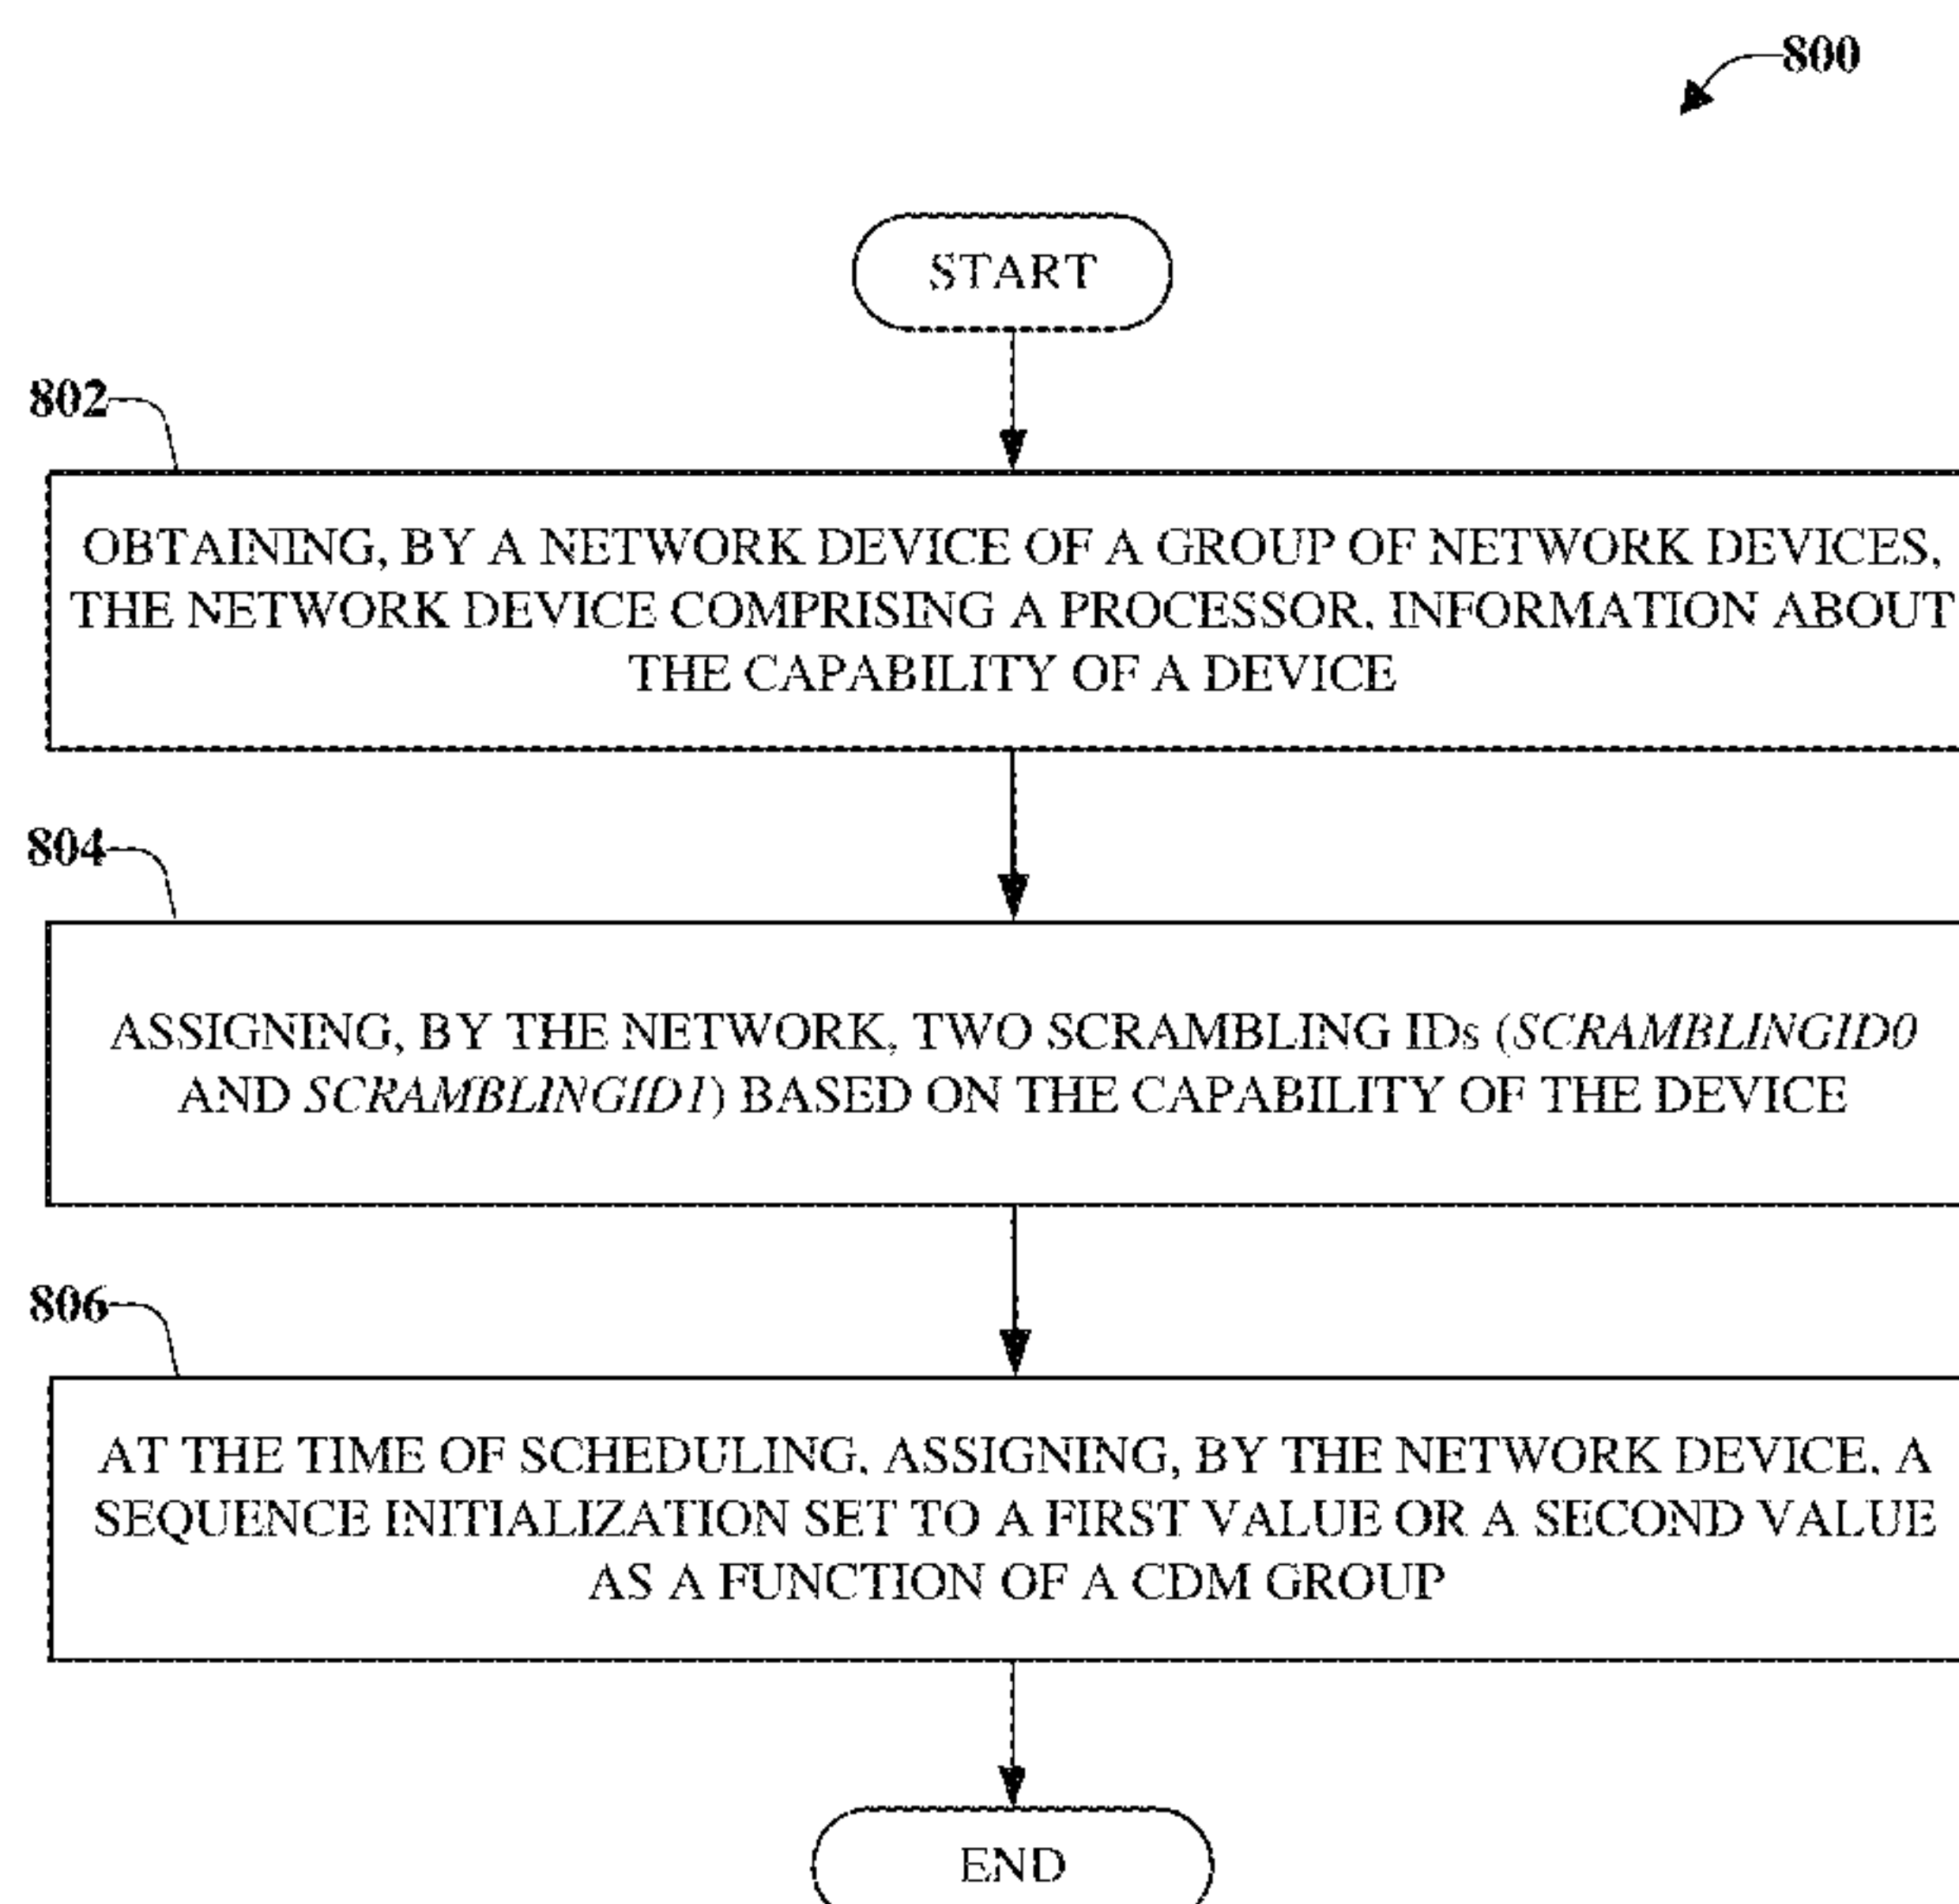 800
START
802
OBTAINING, BY A NETWORK DEVICE OF A GROUP OF NETWORK DEVICES,
THE NETWORK DEVICE COMPRISING A PROCESSOR, INFORMATION ABOUT
THE CAPABILITY OF A DEVICE
804
ASSIGNING, BY THE NETWORK, TWO SCRAMBLING IDs (SCRAMBLINGID0
AND SCRAMBLINGID1) BASED ON THE CAPABILITY OF THE DEVICE
806
AT THE TIME OF SCHEDULING, ASSIGNING, BY THE NETWORK DEVICE, A
SEQUENCE INITIALIZATION SET TO A FIRST VALUE OR A SECOND VALUE
AS A FUNCTION OF A CDM GROUP
END